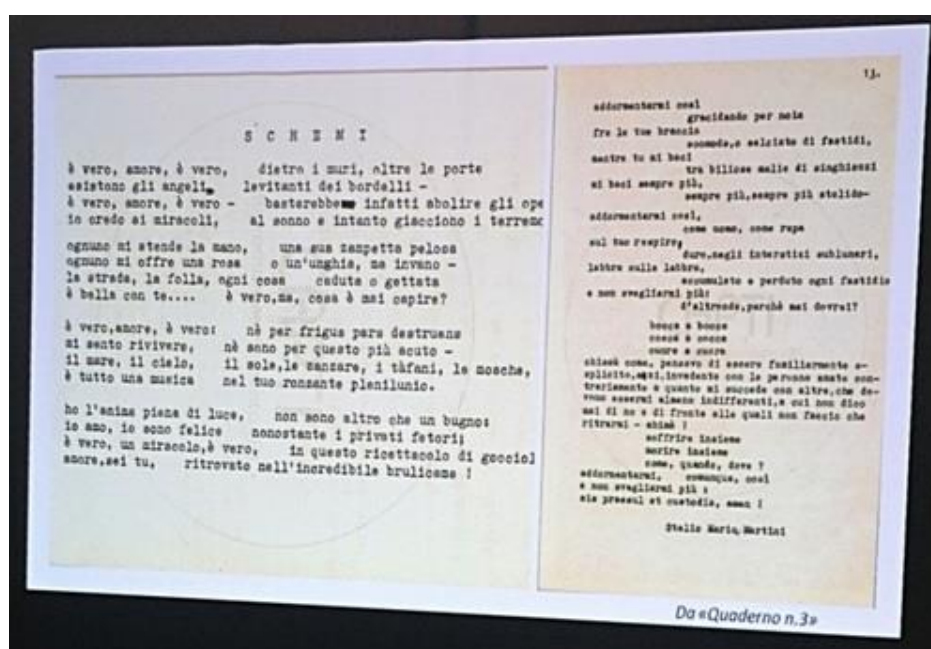 S C H E M I
è vero, amore, è vero, dietro i muri, oltre le porte
esistono gli angeli, levitanti dei bordelli -
è vero, amore, è vero - basterebbe infatti abolire gli ope
io credo ai miracoli, al sonno e intanto giacciono i terremo
ognuno mi stende la mano, una sua zampetta pelosa
ognuno mi offre una rosa o un'unghia, ma invano -
la strada, la folla, ogni cosa caduta o gettata
è bella con te.... è vero,ma, cosa è mai capire?
è vero,amore, è vero: nè per frigus pars destruens
mi sento rivivere, nè sono per questo più acuto -
il mare, il cielo, il sole,le zanzare, i tàfani, le mosche,
è tutto una musica nel tuo ronzante plenilunio.
ho l'anima piena di luce, non sono altro che un bugno:
io amo, io sono felice nonostante i privati fetori;
è vero, un miracolo,è vero, in questo ricettacolo di gocciol
amore,sei tu, ritrovato nell'incredibile brulicame !
13.
addormentarmi così
gracidando per noia
fra le tue braccia
scomode,o selciato di fastidi,
mentre tu mi baci
tra biliose malie di singhiozzi
mi baci sempre più,
sempre più,sempre più stolido-
addormentarmi così,
come uomo, come rapa
sul tuo respiro,
duro,negli interstizi sublunari,
labbra sulle labbra,
accumulato e perduto ogni fastidio
e non svegliarmi più:
d'altronde,perchè mai dovrei?
bocca a bocca
coscia a coscia
cuore a cuore
chissà come, pensavo di essere familiarmente e-
splicito, invadente con le persone amate con-
trariamente a quanto mi succede con altre,che de-
vono essermi almeno indifferenti,a cui non dico
mai di no e di fronte alle quali non faccio che
ritrarmi - ahimè !
soffrire insieme
morire insieme
come, quando, dove ?
addormentarmi, comunque, così
e non svegliarmi più :
sia praesul et custodia, amen !
Stelio Maria Martini
Da «Quaderno n.3»